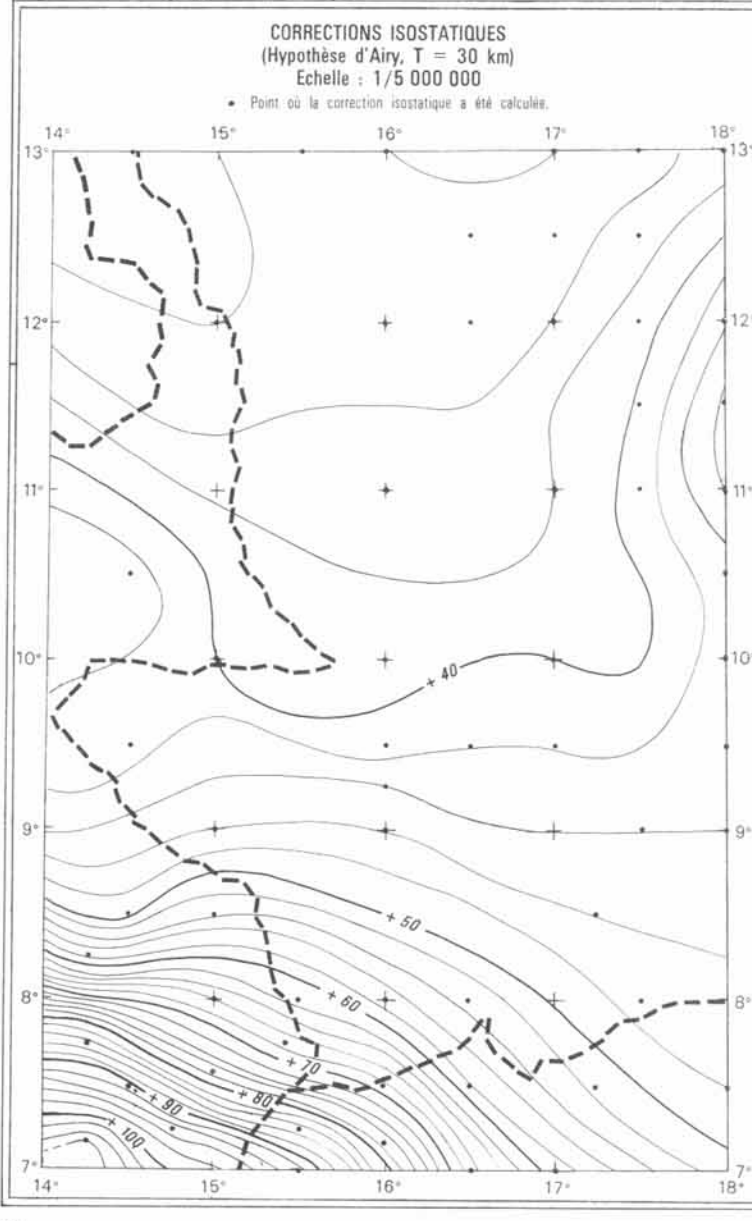 CORRECTIONS ISOSTATIQUES
(Hypothèse d'Airy, T = 30 km)
Echelle : 1/5 000 000
• Point où la correction isostatique a été calculée.
14° 15° 16° 17° 18°
13° 13°
12° 12°
11° 11°
10° 10°
+ 40
9° 9°
+ 50
8° 8°
+ 60
+ 70
+ 80
+ 90
+ 100
7° 7°
14° 15° 16° 17° 18°